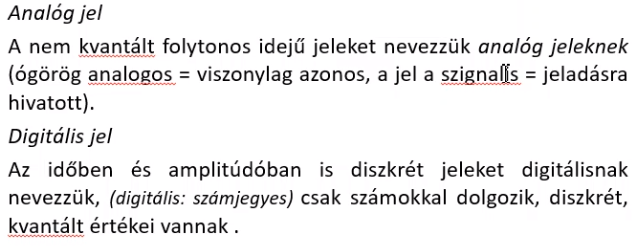 Analóg jel
A nem kvantált folytonos idejű jeleket nevezzük analóg jeleknek
(ógörög analogos = viszonylag azonos, a jel a szignalis = jeladásra
hivatott).
Digitális jel
Az időben és amplitúdóban is diszkrét jeleket digitálisnak
nevezzük, (digitális: számjegyes) csak számokkal dolgozik, diszkrét,
kvantált értékei vannak .